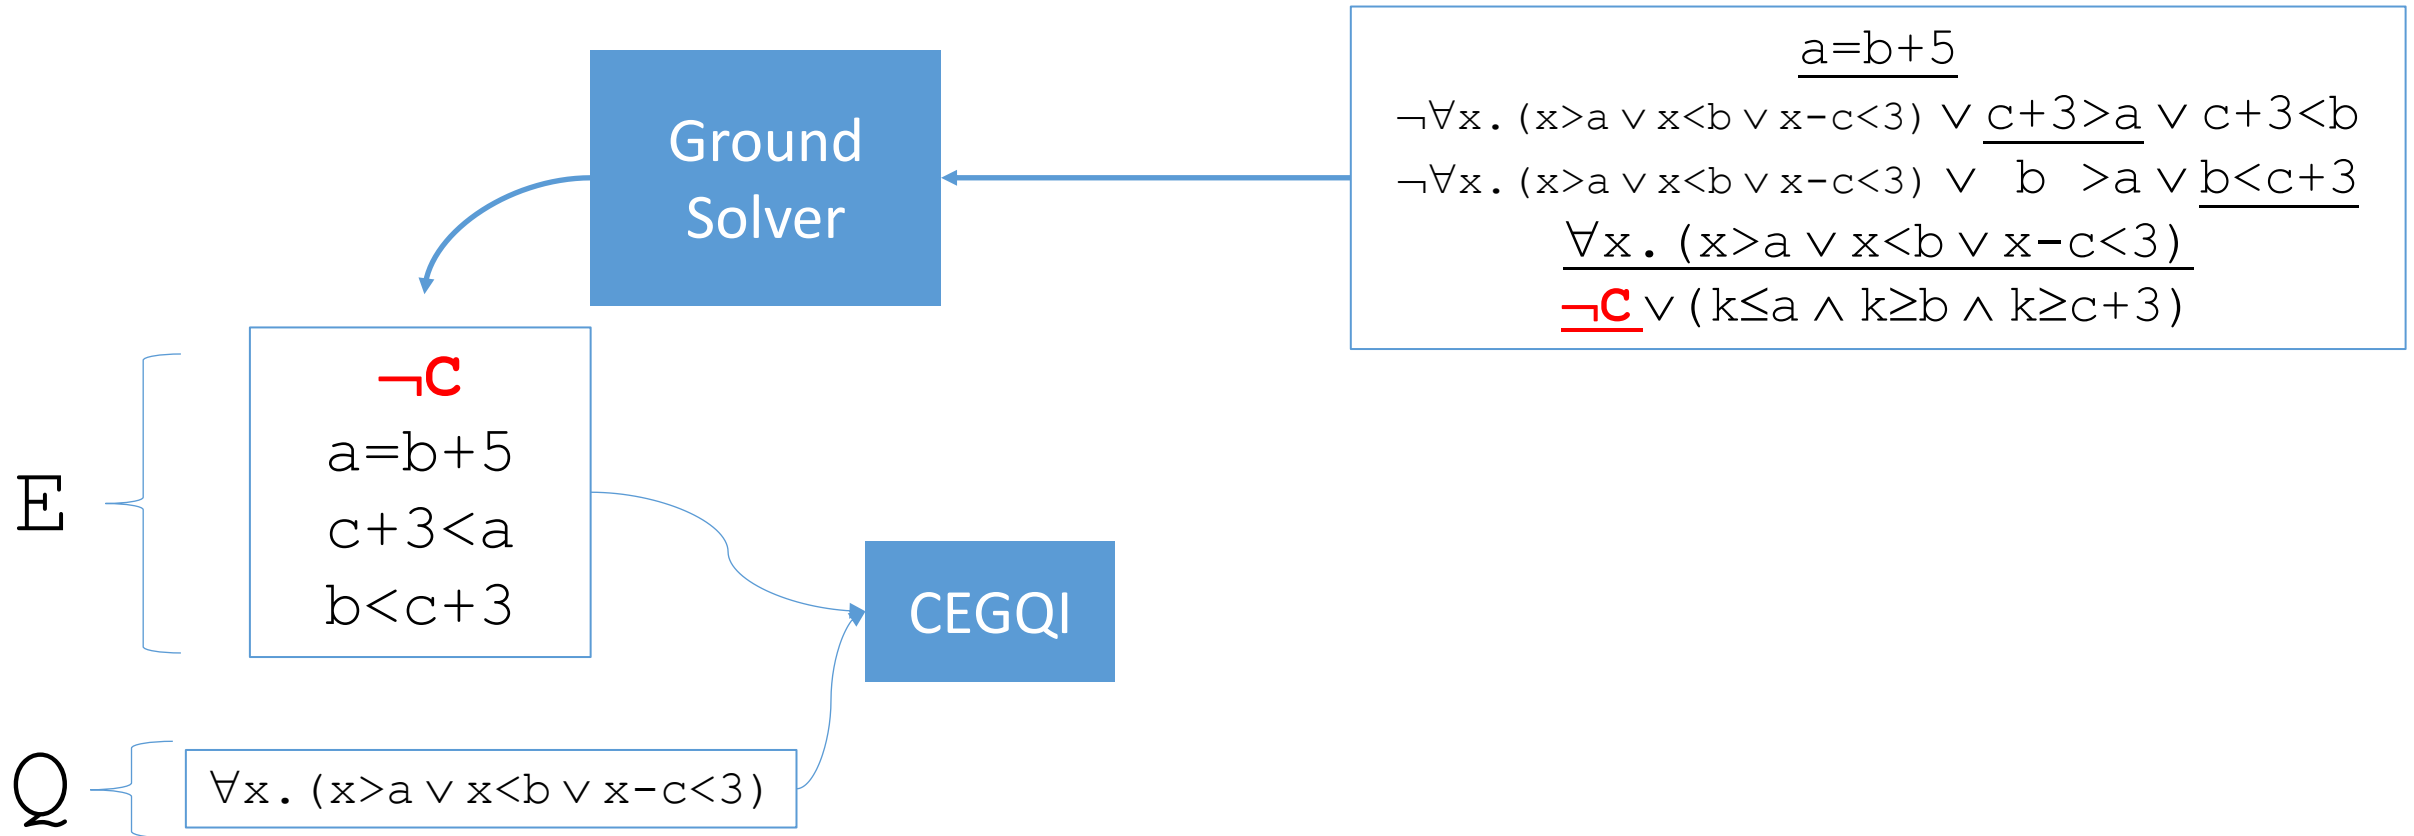 a=b+5
¬∀x.(x>a ∨ x<b ∨ x-c<3) ∨ c+3>a ∨ c+3<b
¬∀x.(x>a ∨ x<b ∨ x-c<3) ∨ b >a ∨ b<c+3
∀x.(x>a ∨ x<b ∨ x-c<3)
¬C ∨ (k≤a ∧ k≥b ∧ k≥c+3)
Ground
Solver
E
¬C
a=b+5
c+3<a
b<c+3
CEGQI
Q
∀x.(x>a ∨ x<b ∨ x-c<3)